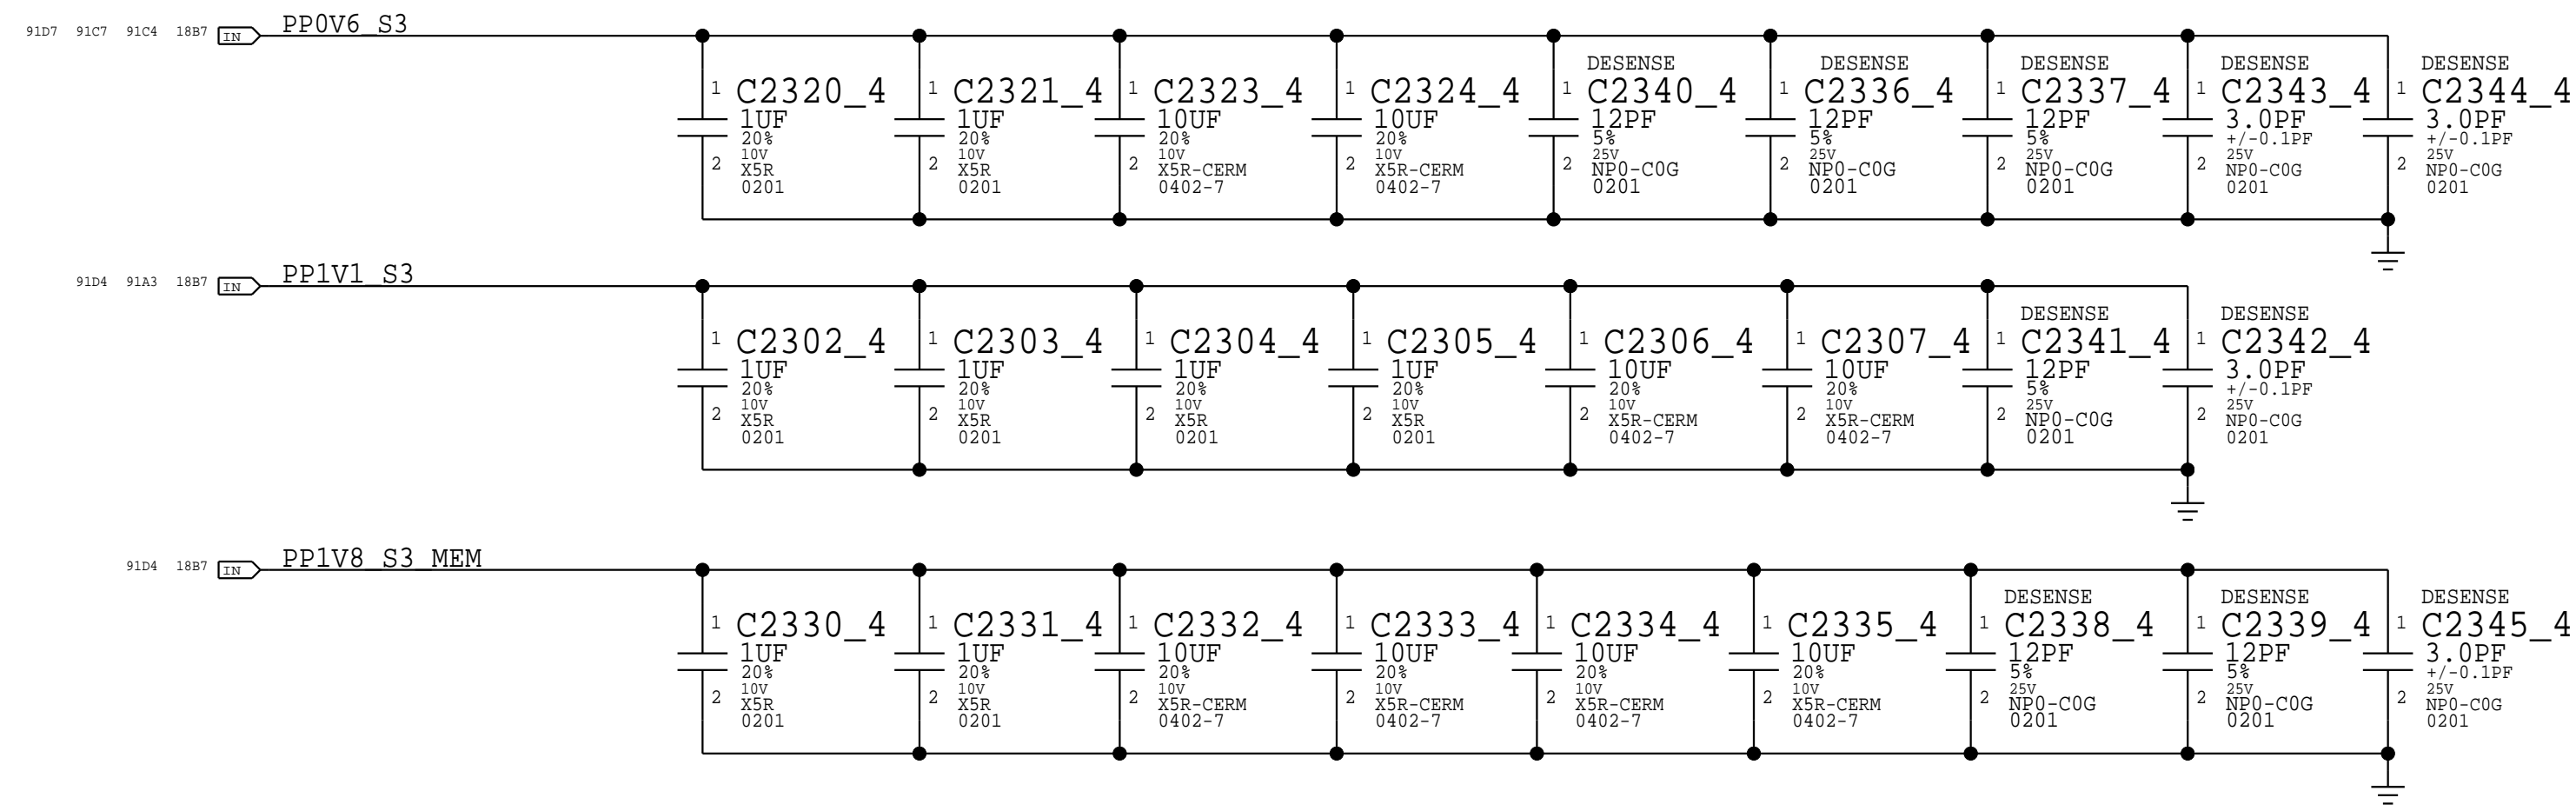 91D7 91C7 91C4 18B7 IN PP0V6_S3
DESENSE DESENSE DESENSE DESENSE DESENSE
1 C2320_4 1 C2321_4 1 C2323_4 1 C2324_4 1 C2340_4 1 C2336_4 1 C2337_4 1 C2343_4 1 C2344_4
1UF 1UF 10UF 10UF 12PF 12PF 12PF 3.0PF 3.0PF
20% 20% 20% 20% 5% 5% 5% +/-0.1PF +/-0.1PF
10V 10V 10V 10V 25V 25V 25V 25V 25V
2 X5R 2 X5R 2 X5R-CERM 2 X5R-CERM 2 NP0-C0G 2 NP0-C0G 2 NP0-C0G 2 NP0-C0G 2 NP0-C0G
0201 0201 0402-7 0402-7 0201 0201 0201 0201 0201
91D4 91A3 18B7 IN PP1V1_S3
DESENSE DESENSE
1 C2302_4 1 C2303_4 1 C2304_4 1 C2305_4 1 C2306_4 1 C2307_4 1 C2341_4 1 C2342_4
1UF 1UF 1UF 1UF 10UF 10UF 12PF 3.0PF
20% 20% 20% 20% 20% 20% 5% +/-0.1PF
10V 10V 10V 10V 10V 10V 25V 25V
2 X5R 2 X5R 2 X5R 2 X5R 2 X5R-CERM 2 X5R-CERM 2 NP0-C0G 2 NP0-C0G
0201 0201 0201 0201 0402-7 0402-7 0201 0201
91D4 18B7 IN PP1V8_S3_MEM
DESENSE DESENSE DESENSE
1 C2330_4 1 C2331_4 1 C2332_4 1 C2333_4 1 C2334_4 1 C2335_4 1 C2338_4 1 C2339_4 1 C2345_4
1UF 1UF 10UF 10UF 10UF 10UF 12PF 12PF 3.0PF
20% 20% 20% 20% 20% 20% 5% 5% +/-0.1PF
10V 10V 10V 10V 10V 10V 25V 25V 25V
2 X5R 2 X5R 2 X5R-CERM 2 X5R-CERM 2 X5R-CERM 2 X5R-CERM 2 NP0-C0G 2 NP0-C0G 2 NP0-C0G
0201 0201 0402-7 0402-7 0402-7 0402-7 0201 0201 0201